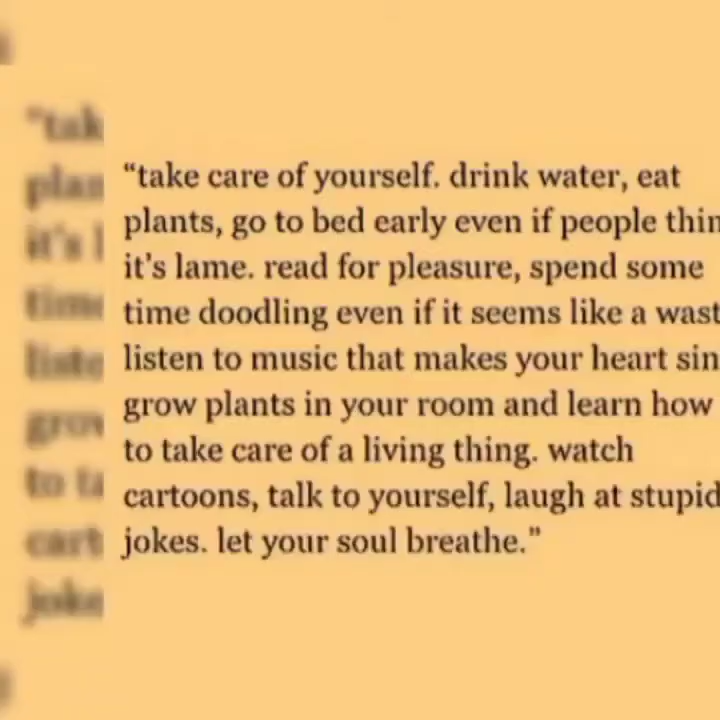 “take care of yourself. drink water, eat
plants, go to bed early even if people thin
it’s lame. read for pleasure, spend some
time doodling even if it seems like a wast
listen to music that makes your heart sin
grow plants in your room and learn how
to take care of a living thing. watch
cartoons, talk to yourself, laugh at stupid
jokes. let your soul breathe.”